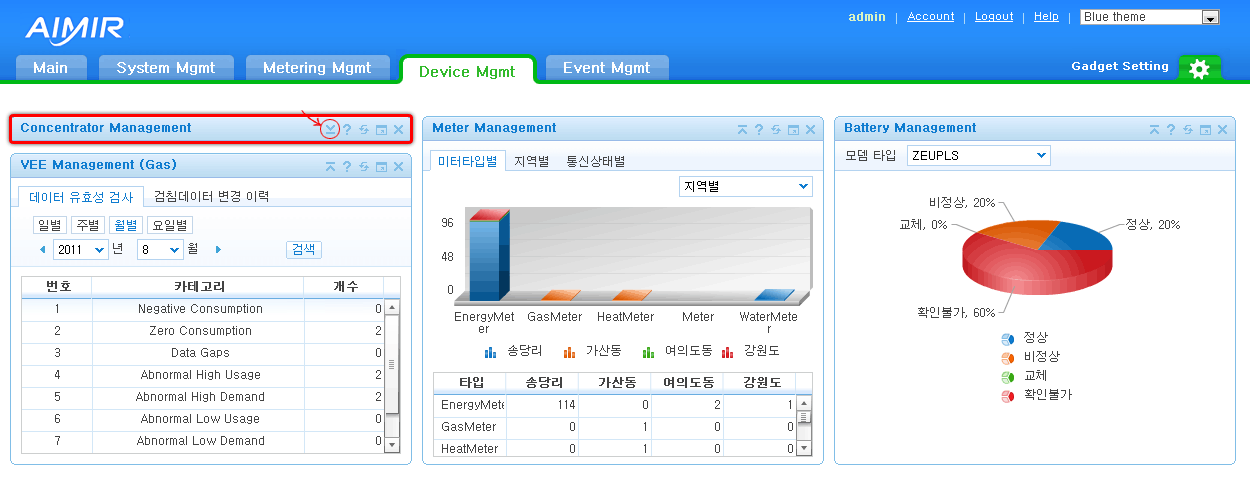 AIMIR
admin | Account | Logout | Help | Blue theme
Main System Mgmt Metering Mgmt Device Mgmt Event Mgmt
Gadget Setting
Concentrator Management
VEE Management (Gas)
데이터 유효성 검사 검침데이터 변경 이력
일별 주별 월별 요일별
2011 년 8 월 검색
번호 카테고리 개수
1 Negative Consumption 0
2 Zero Consumption 2
3 Data Gaps 0
4 Abnormal High Usage 2
5 Abnormal High Demand 2
6 Abnormal Low Usage 0
7 Abnormal Low Demand 0
Meter Management
미터타입별 지역별 통신상태별
지역별
96
48
0
EnergyMet
er
GasMeter
HeatMeter
Meter
WaterMete
r
송당리 가산동 여의도동 강원도
타입 송당리 가산동 여의도동 강원도
EnergyMete 114 0 2 1
GasMeter 0 1 0 0
HeatMeter 0 1 0 0
Battery Management
모뎀 타입 ZEUPLS
비정상, 20%
교체, 0%
정상, 20%
확인불가, 60%
정상
비정상
교체
확인불가